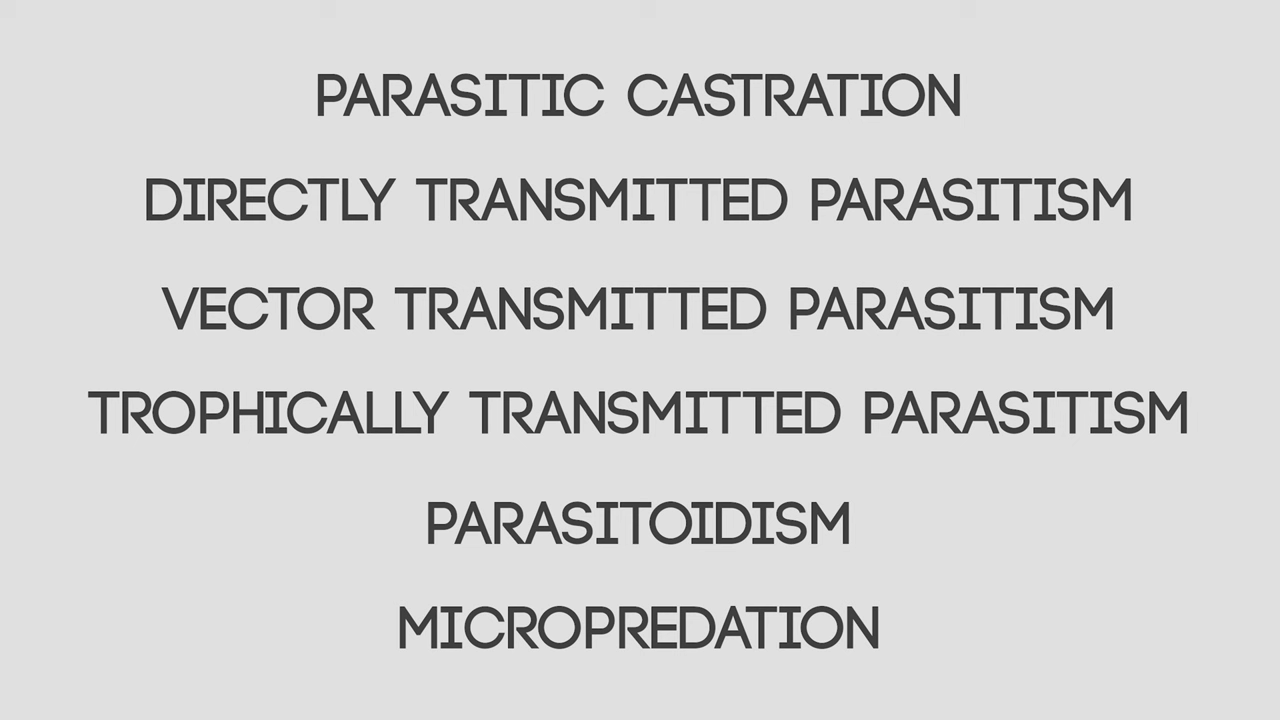 PARASITIC CASTRATION
DIRECTLY TRANSMITTED PARASITISM
VECTOR TRANSMITTED PARASITISM
TROPHICALLY TRANSMITTED PARASITISM
PARASITOIDISM
MICROPREDATION